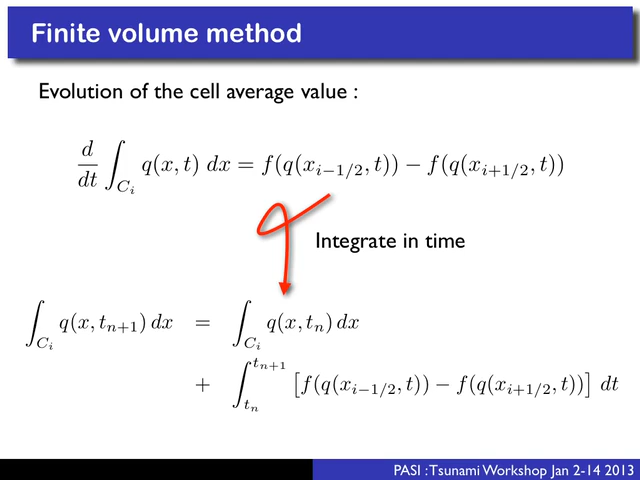 Finite volume method
Evolution of the cell average value :
d/dt ∫_{C_i} q(x, t) dx = f(q(x_{i−1/2}, t)) − f(q(x_{i+1/2}, t))
Integrate in time
∫_{C_i} q(x, t_{n+1}) dx = ∫_{C_i} q(x, t_n) dx
+ ∫_{t_n}^{t_{n+1}} [f(q(x_{i−1/2}, t)) − f(q(x_{i+1/2}, t))] dt
PASI : Tsunami Workshop Jan 2-14 2013